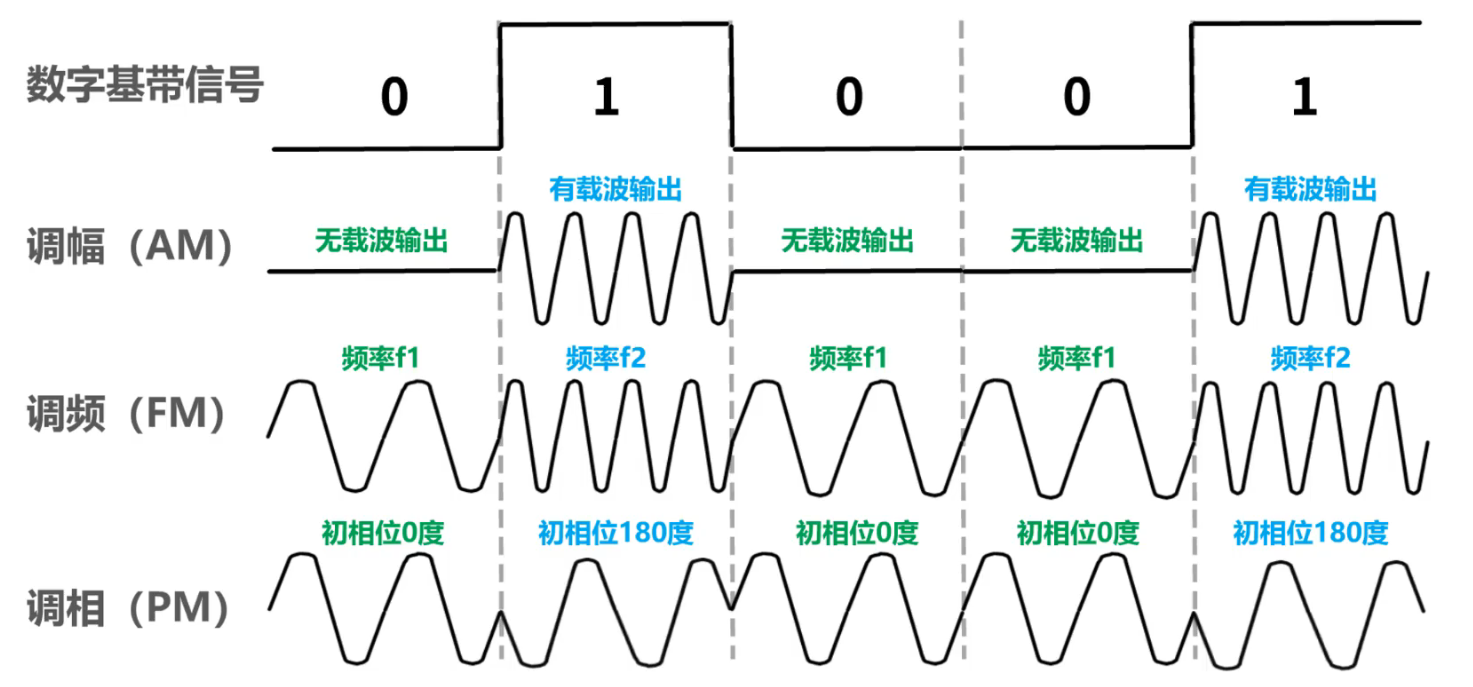 数字基带信号 0 1 0 0 1
有载波输出 有载波输出
调幅（AM） 无载波输出 无载波输出 无载波输出
频率f1 频率f2 频率f1 频率f1 频率f2
调频（FM）
初相位0度 初相位180度 初相位0度 初相位0度 初相位180度
调相（PM）